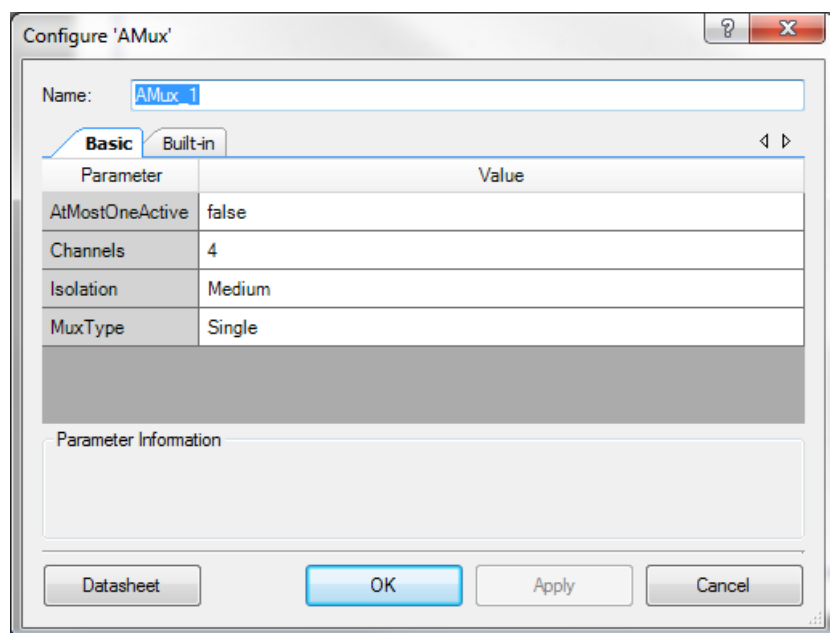 Configure 'AMux'
Name: AMux_1
Basic Built-in
Parameter Value
AtMostOneActive false
Channels 4
Isolation Medium
MuxType Single
Parameter Information
Datasheet OK Apply Cancel